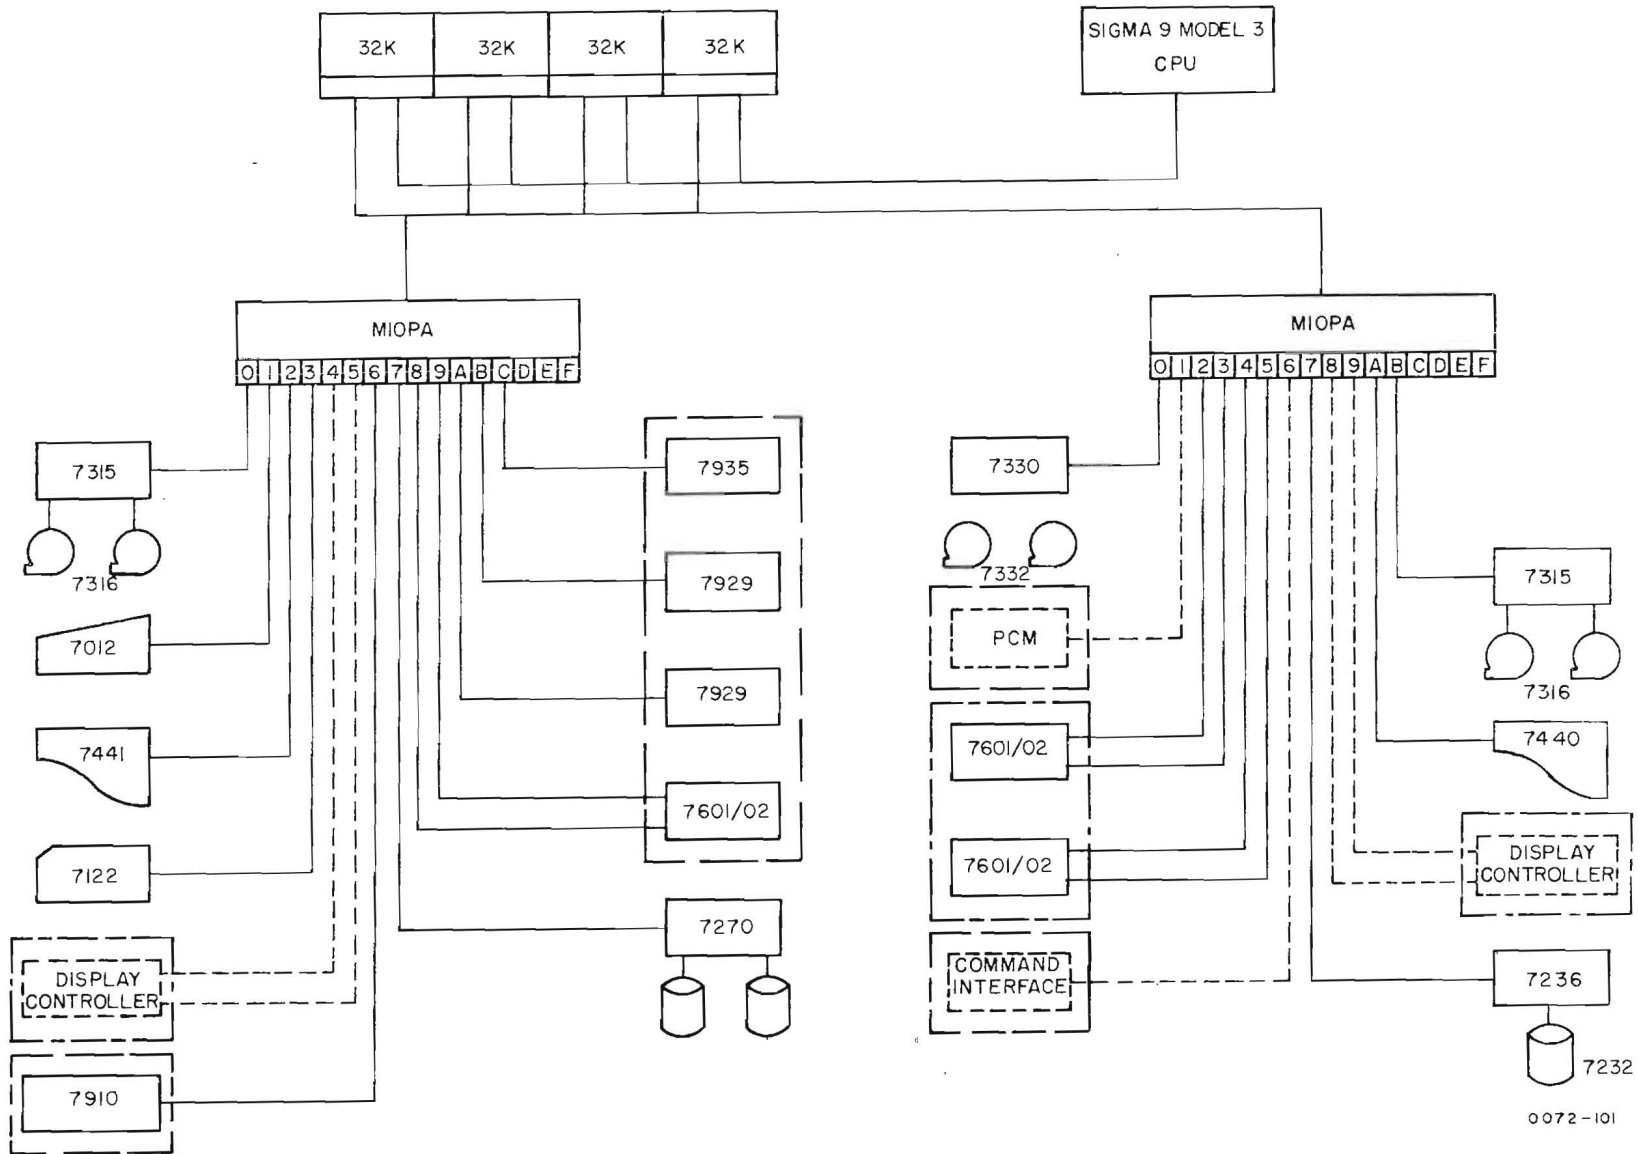 32K 32K 32K 32K
SIGMA 9 MODEL 3
CPU
MIOPA
0 1 2 3 4 5 6 7 8 9 A B C D E F
7315
7316
7012
7441
7122
DISPLAY
CONTROLLER
7910
7935
7929
7929
7601/02
7270
MIOPA
0 1 2 3 4 5 6 7 8 9 A B C D E F
7330
7332
PCM
7601/02
7601/02
COMMAND
INTERFACE
7315
7316
7440
DISPLAY
CONTROLLER
7236
7232
0072-101